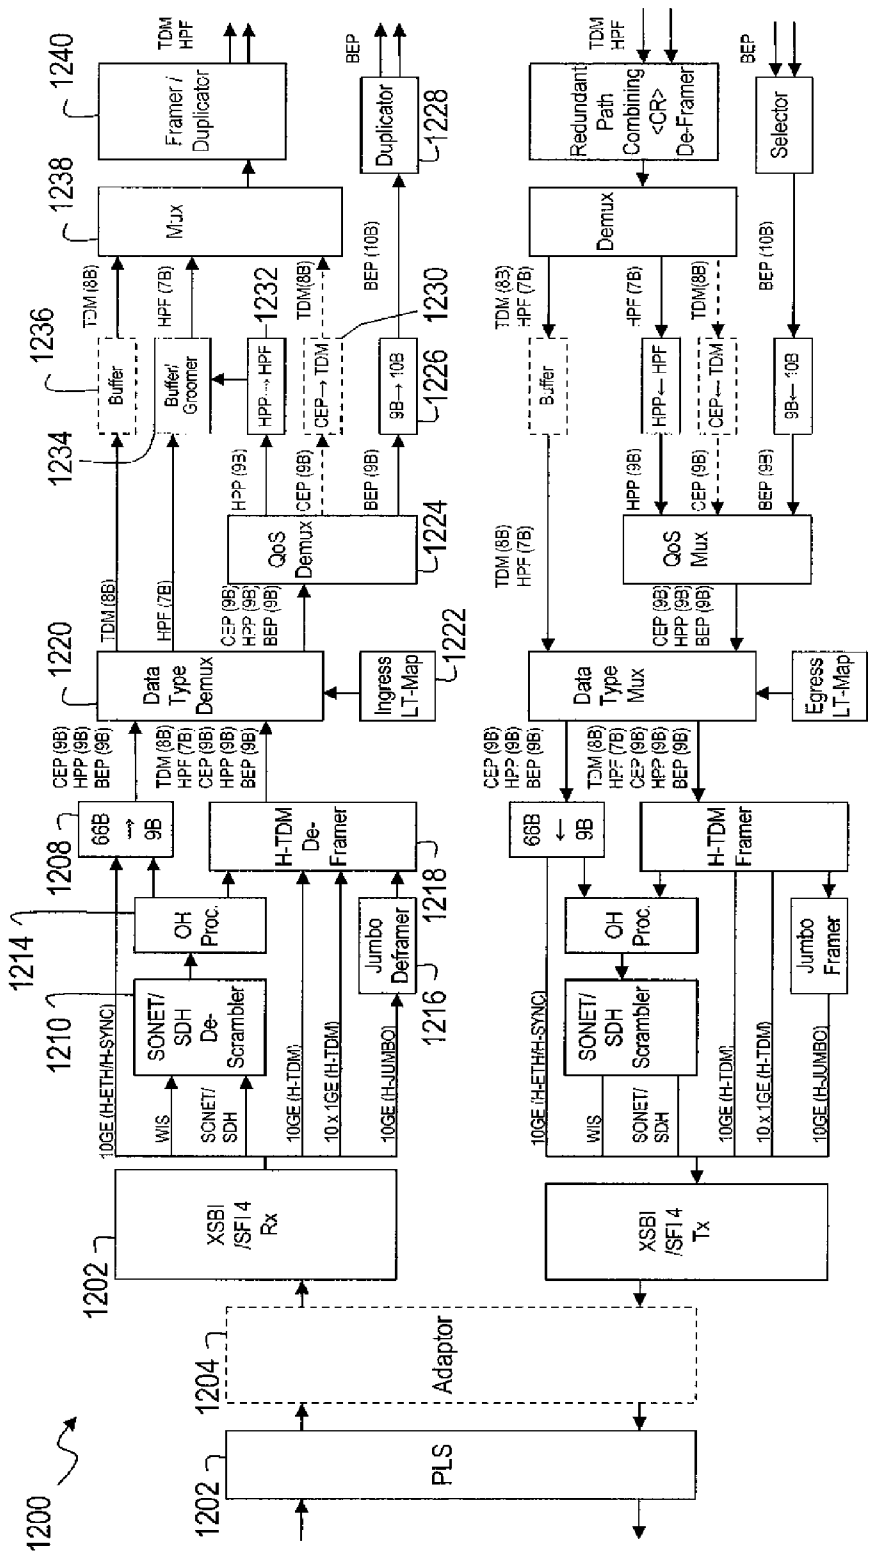 1200
1202
PLS
1204
Adaptor
1202
XSBI
/SFI 4
Rx
10GE (H-ETH/H-SYNC)
WIS
SONET/
SDH
10GE (H-TDM)
10 x 1GE (H-TDM)
10GE (H-JUMBO)
1210
SONET/
SDH
De-
Scrambler
1214
OH
Proc.
Jumbo
Deframer
1216
1208
66B
→
9B
H-TDM
De-
Framer
1218
CEP (9B)
HPP (9B)
BEP (9B)
TDM (8B)
HPF (7B)
CEP (9B)
HPP (9B)
BEP (9B)
1220
Data
Type
Demux
Ingress
LT-Map
1222
TDM (8B)
HPF (7B)
CEP (9B)
HPP (9B)
BEP (9B)
QoS
Demux
1224
HPP (9B)
CEP (9B)
BEP (9B)
1236
Buffer
1234
Buffer/
Groomer
HPP→HPF
1232
CEP→TDM
1230
9B→10B
1226
TDM (8B)
HPF (7B)
TDM(8B)
BEP (10B)
1238
Mux
1240
Framer /
Duplicator
TDM
HPF
Duplicator
1228
BEP
XSBI
/SFI 4
Tx
10GE (H-ETH/H-SYNC)
WIS
SONET/
SDH
10GE (H-TDM)
10 x 1GE (H-TDM)
10GE (H-JUMBO)
SONET/
SDH
Scrambler
OH
Proc.
Jumbo
Framer
66B
←
9B
H-TDM
Framer
CEP (9B)
HPP (9B)
BEP (9B)
TDM (8B)
HPF (7B)
CEP (9B)
HPP (9B)
BEP (9B)
Data
Type
Mux
Egress
LT-Map
TDM (8B)
HPF (7B)
CEP (9B)
HPP (9B)
BEP (9B)
QoS
Mux
HPP (9B)
CEP (9B)
BEP (9B)
Buffer
HPP←HPF
CEP←TDM
9B←10B
TDM (8B)
HPF (7B)
HPF (7B)
TDM(8B)
BEP (10B)
Demux
Redundant
Path
Combining
<CR>
De-Framer
TDM
HPF
Selector
BEP